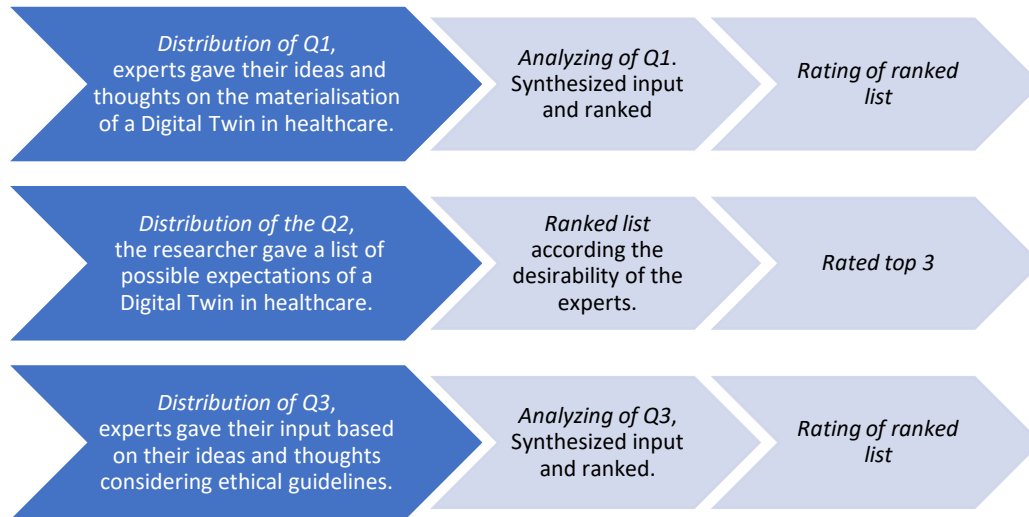 Distribution of Q1,
experts gave their ideas and
thoughts on the materialisation
of a Digital Twin in healthcare.
Analyzing of Q1.
Synthesized input
and ranked
Rating of ranked
list
Distribution of the Q2,
the researcher gave a list of
possible expectations of a
Digital Twin in healthcare.
Ranked list
according the
desirability of the
experts.
Rated top 3
Distribution of Q3,
experts gave their input based
on their ideas and thoughts
considering ethical guidelines.
Analyzing of Q3,
Synthesized input
and ranked.
Rating of ranked
list